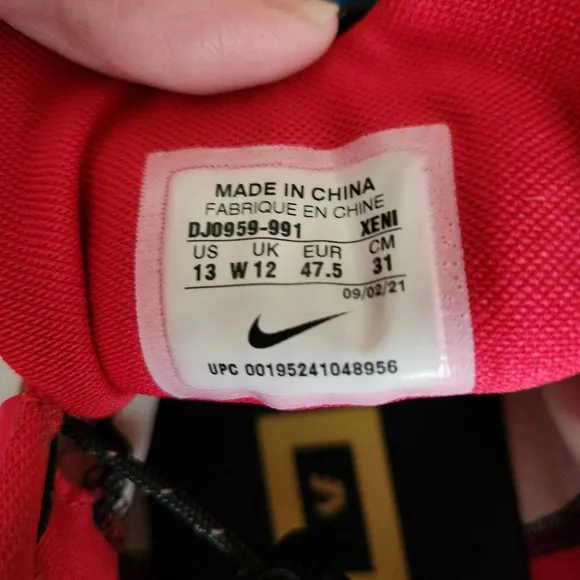 MADE IN CHINA
FABRIQUE EN CHINE
DJ0959-991 XENI
US UK EUR CM
13 W 12 47.5 31
09/02/21
UPC 00195241048956